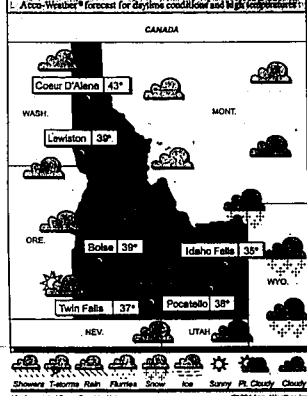 Accu-Weather® forecast for daytime conditions and high temperatures
CANADA
Coeur D'Alene 43°
WASH.
MONT.
Lewiston 39°
ORE.
Boise 39°
Idaho Falls 35°
WYO.
Twin Falls 37°
Pocatello 38°
NEV.
UTAH
Showers T-storms Rain Flurries Snow Ice Sunny Pt. Cloudy Cloudy